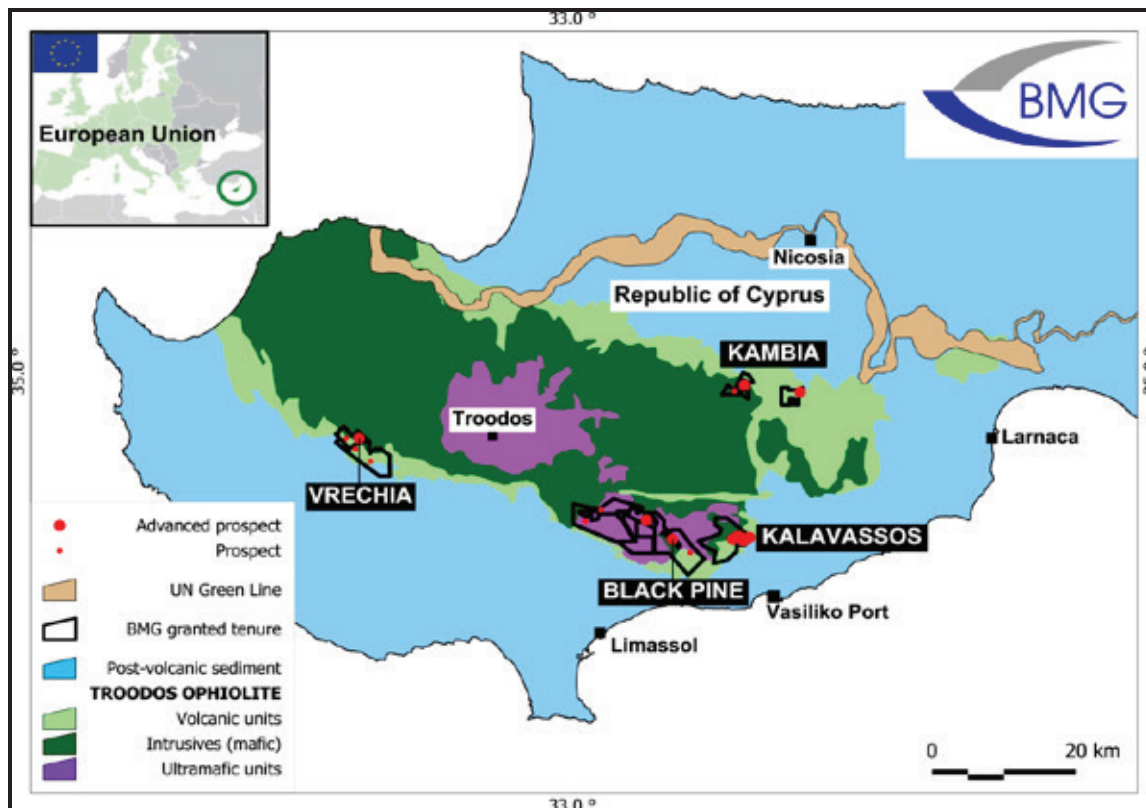 33.0 °
European Union
BMG
Nicosia
Republic of Cyprus
35.0 °
KAMBIA
Troodos
Larnaca
VRECHIA
KALAVASSOS
BLACK PINE
Vasiliko Port
Limassol
Advanced prospect
Prospect
UN Green Line
BMG granted tenure
Post-volcanic sediment
TROODOS OPHIOLITE
Volcanic units
Intrusives (mafic)
Ultramafic units
0 20 km
33.0 °